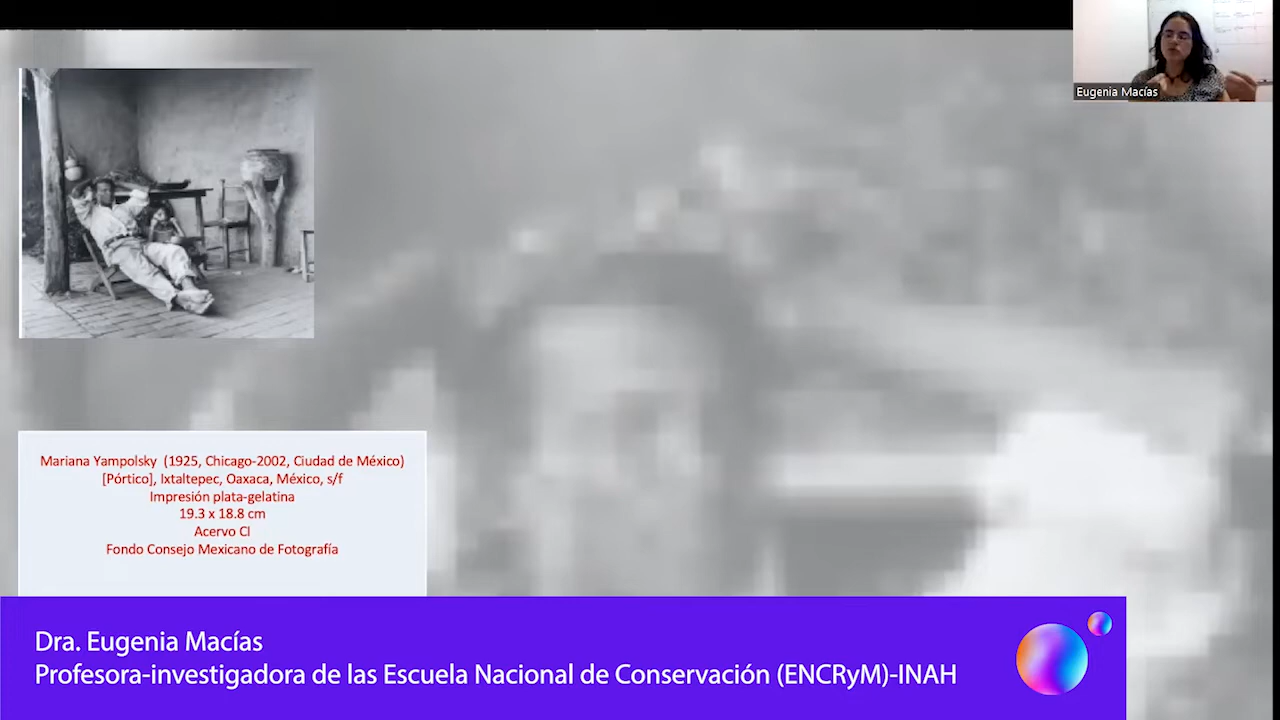 Eugenia Macías
Mariana Yampolsky (1925, Chicago-2002, Ciudad de México)
[Pórtico], Ixtaltepec, Oaxaca, México, s/f
Impresión plata-gelatina
19.3 x 18.8 cm
Acervo CI
Fondo Consejo Mexicano de Fotografía
Dra. Eugenia Macías
Profesora-investigadora de las Escuela Nacional de Conservación (ENCRyM)-INAH